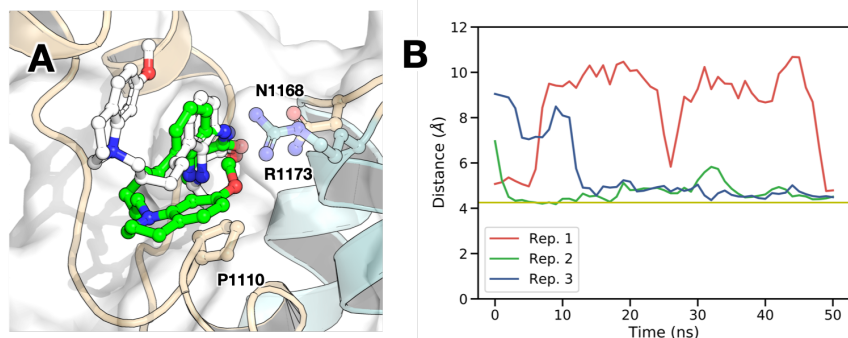 A
N1168
R1173
P1110
B
12
10
8
6
4
2
0
Distance (Å)
Rep. 1
Rep. 2
Rep. 3
0
10
20
30
40
50
Time (ns)